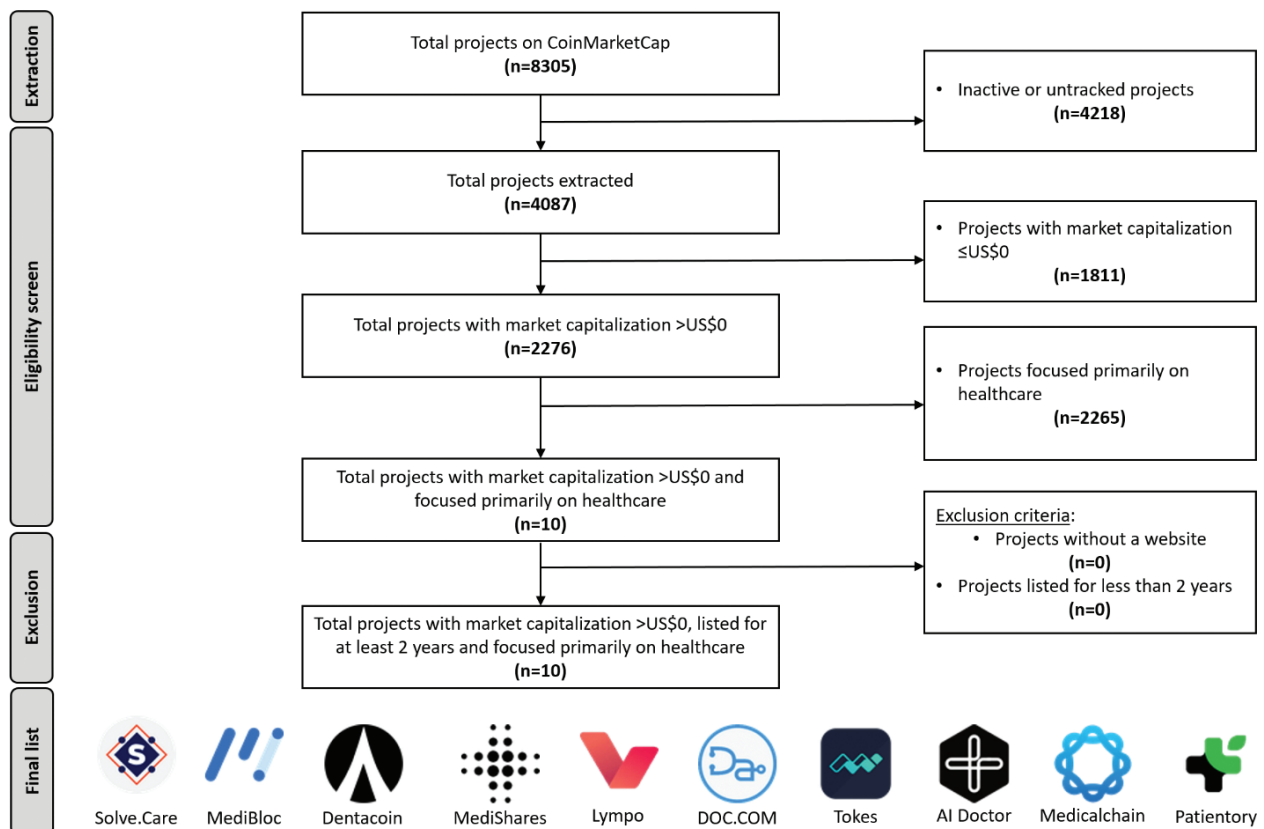 Extraction
Total projects on CoinMarketCap
(n=8305)
• Inactive or untracked projects
(n=4218)
Eligibility screen
Total projects extracted
(n=4087)
• Projects with market capitalization
≤US$0
(n=1811)
Total projects with market capitalization >US$0
(n=2276)
• Projects focused primarily on
healthcare
(n=2265)
Total projects with market capitalization >US$0 and
focused primarily on healthcare
(n=10)
Exclusion
Exclusion criteria:
• Projects without a website
(n=0)
• Projects listed for less than 2 years
(n=0)
Total projects with market capitalization >US$0, listed for
at least 2 years and focused primarily on healthcare
(n=10)
Final list
S
Solve.Care
MediBloc
Dentacoin
MediShares
Lympo
DOC.COM
Tokes
AI Doctor
Medicalchain
Patientory